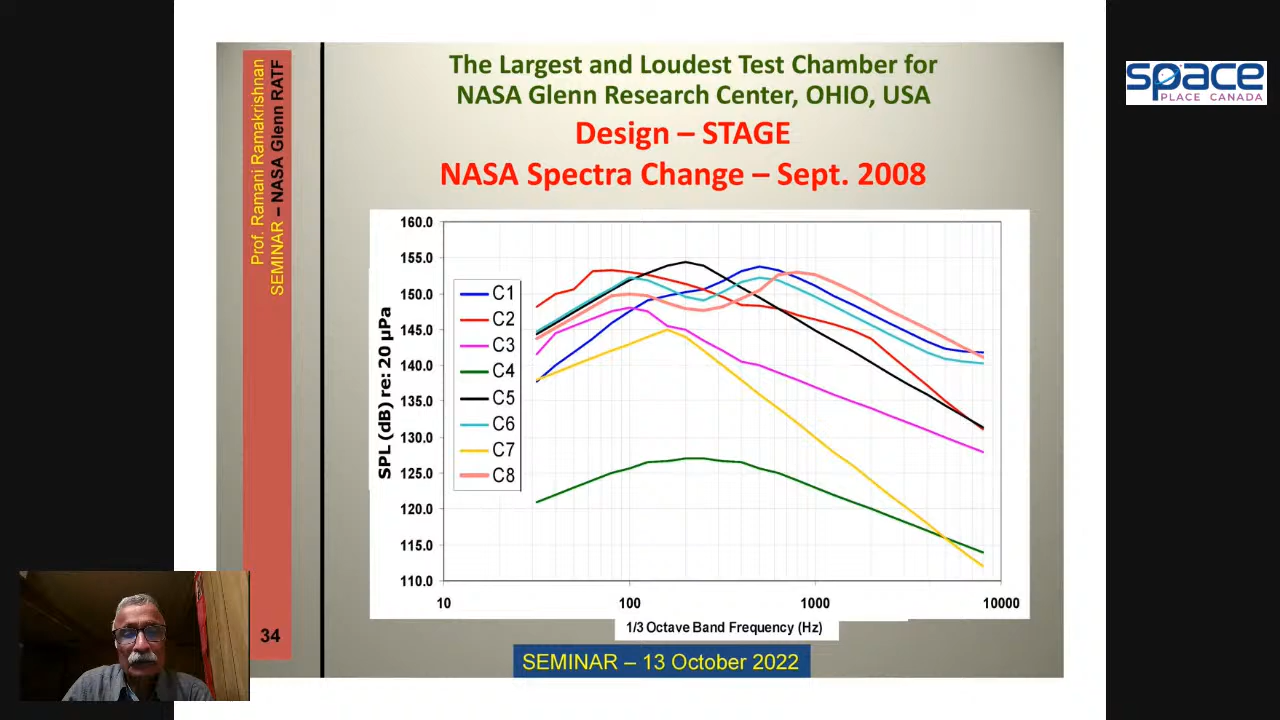 The Largest and Loudest Test Chamber for
NASA Glenn Research Center, OHIO, USA
Design – STAGE
NASA Spectra Change – Sept. 2008
Prof. Ramani Ramakrishnan
SEMINAR – NASA Glenn RATF
space
PLACE CANADA
SPL (dB) re: 20 µPa
160.0
155.0
150.0
145.0
140.0
135.0
130.0
125.0
120.0
115.0
110.0
C1
C2
C3
C4
C5
C6
C7
C8
10 100 1000 10000
1/3 Octave Band Frequency (Hz)
34
SEMINAR – 13 October 2022